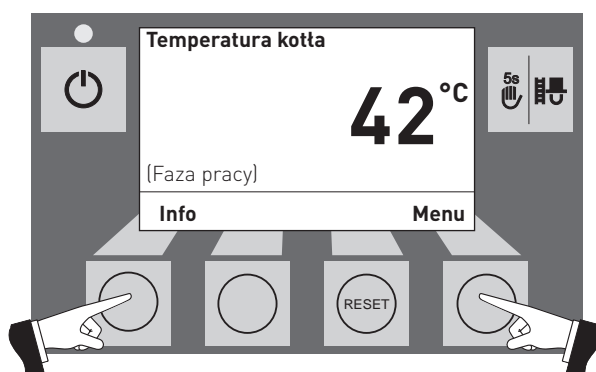 Temperatura kotła
42 °C
5s
(Faza pracy)
Info Menu
RESET